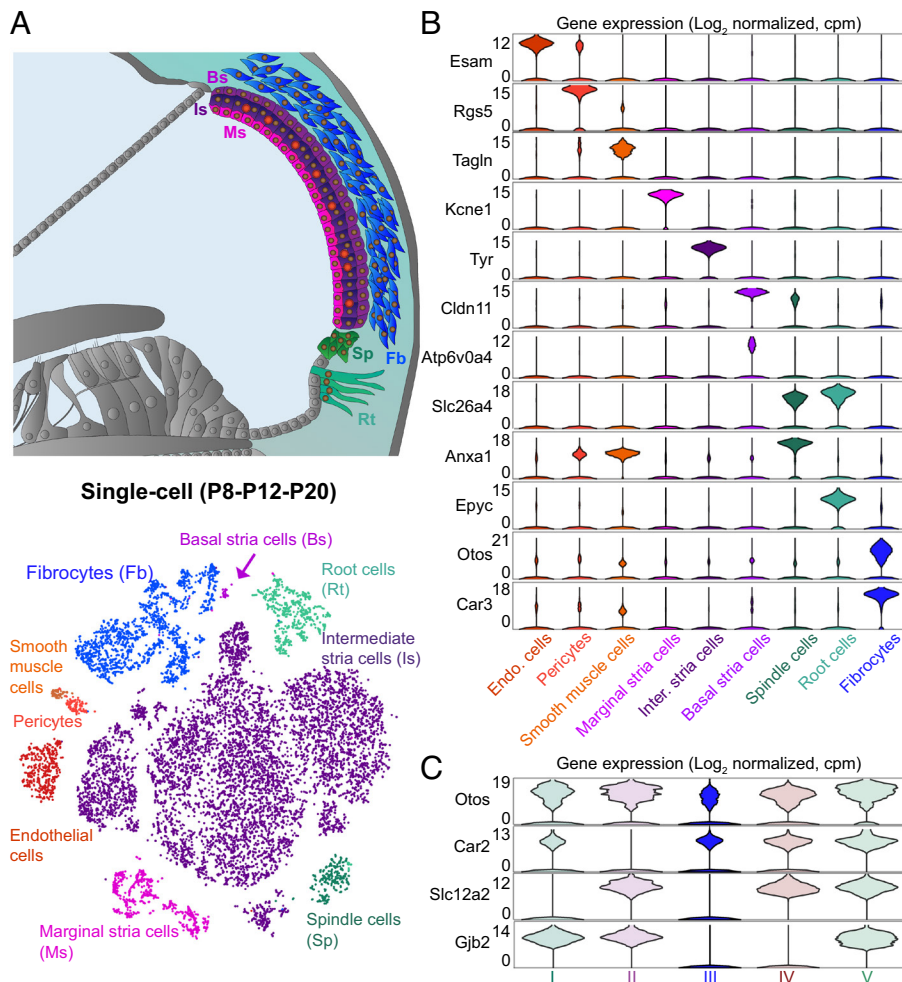 A
Bs
Is
Ms
Sp
Fb
Rt
Single-cell (P8-P12-P20)
Basal stria cells (Bs)
Fibrocytes (Fb)
Root cells
(Rt)
Intermediate
stria cells (Is)
Smooth
muscle
cells
Pericytes
Endothelial
cells
Marginal stria cells
(Ms)
Spindle cells
(Sp)
B
Gene expression (Log2 normalized, cpm)
Esam 12 0
Rgs5 15 0
Tagln 15 0
Kcne1 15 0
Tyr 15 0
Cldn11 15 0
Atp6v0a4 12 0
Slc26a4 18 0
Anxa1 18 0
Epyc 15 0
Otos 21 0
Car3 18 0
Endo. cells
Pericytes
Smooth muscle cells
Marginal stria cells
Inter. stria cells
Basal stria cells
Spindle cells
Root cells
Fibrocytes
C
Gene expression (Log2 normalized, cpm)
Otos 19 0
Car2 13 0
Slc12a2 12 0
Gjb2 14 0
I II III IV V